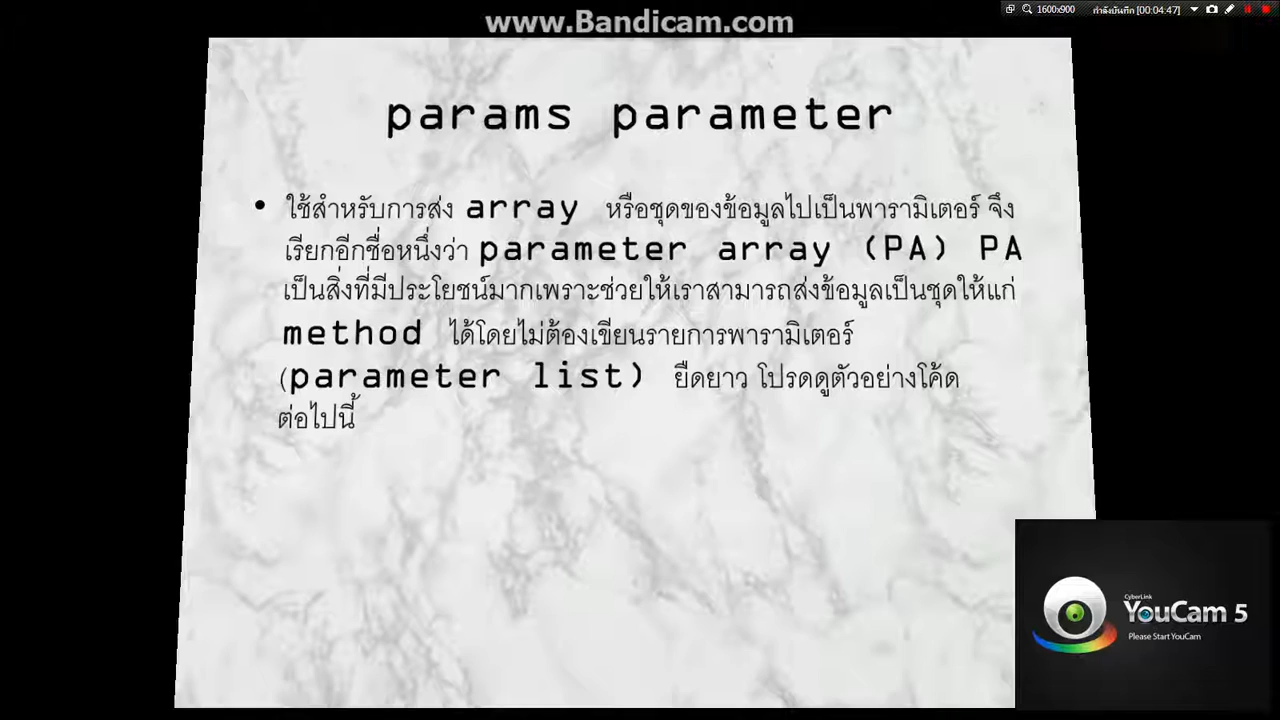 www.Bandicam.com
1600x900 กำลังบันทึก [00:04:47]
params parameter
• ใช้สำหรับการส่ง array หรือชุดของข้อมูลไปเป็นพารามิเตอร์ จึง
เรียกอีกชื่อหนึ่งว่า parameter array (PA) PA
เป็นสิ่งที่มีประโยชน์มากเพราะช่วยให้เราสามารถส่งข้อมูลเป็นชุดให้แก่
method ได้โดยไม่ต้องเขียนรายการพารามิเตอร์
(parameter list) ยืดยาว โปรดดูตัวอย่างโค้ด
ต่อไปนี้
CyberLink
YouCam 5
Please Start YouCam